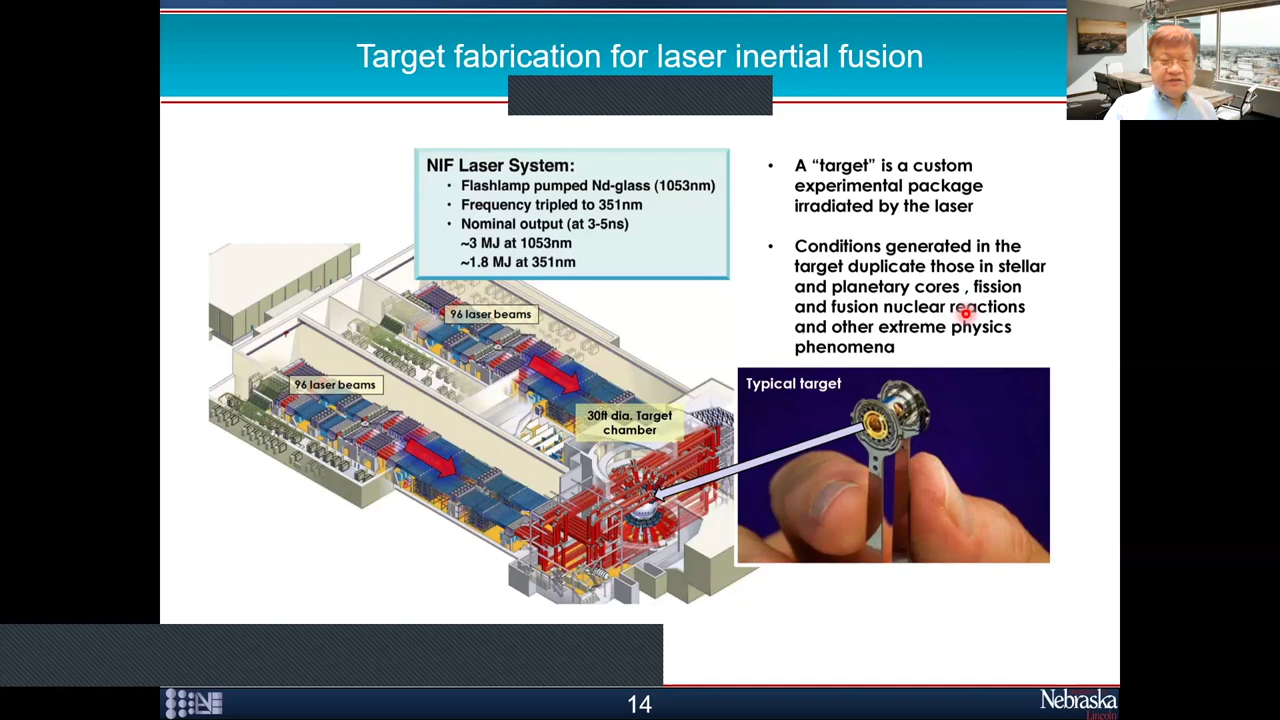 Target fabrication for laser inertial fusion
NIF Laser System:
• Flashlamp pumped Nd-glass (1053nm)
• Frequency tripled to 351nm
• Nominal output (at 3-5ns)
~3 MJ at 1053nm
~1.8 MJ at 351nm
96 laser beams
96 laser beams
30ft dia. Target
chamber
• A “target” is a custom
experimental package
irradiated by the laser
• Conditions generated in the
target duplicate those in stellar
and planetary cores , fission
and fusion nuclear reactions
and other extreme physics
phenomena
Typical target
14
Nebraska
Lincoln